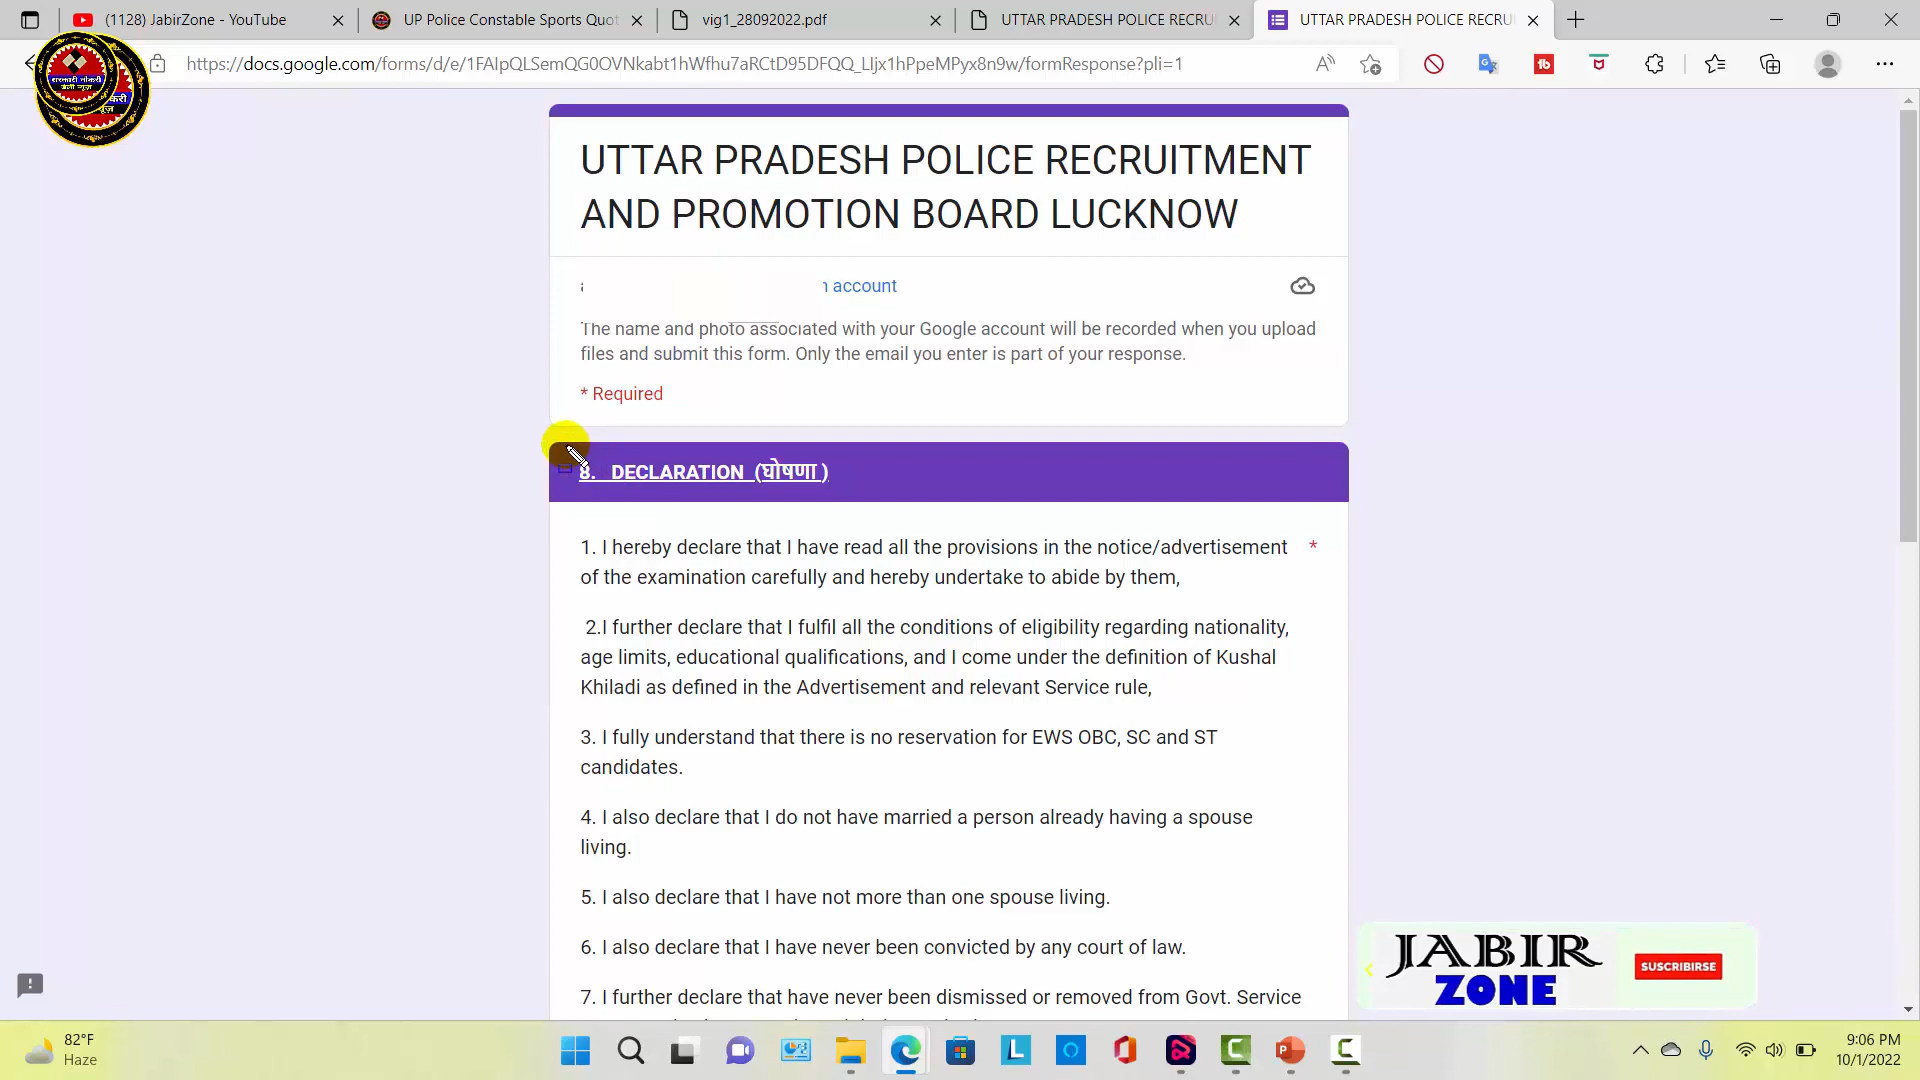 (1128) JabirZone - YouTube
UP Police Constable Sports Quot
vig1_28092022.pdf
UTTAR PRADESH POLICE RECRU
UTTAR PRADESH POLICE RECRU
https://docs.google.com/forms/d/e/1FAIpQLSemQG0OVNkabt1hWfhu7aRCtD95DFQQ_LIjx1hPpeMPyx8n9w/formResponse?pli=1
सरकारी नौकरी
UTTAR PRADESH POLICE RECRUITMENT
AND PROMOTION BOARD LUCKNOW
account
The name and photo associated with your Google account will be recorded when you upload
files and submit this form. Only the email you enter is part of your response.
* Required
8. DECLARATION (घोषणा )
1. I hereby declare that I have read all the provisions in the notice/advertisement *
of the examination carefully and hereby undertake to abide by them,
2.I further declare that I fulfil all the conditions of eligibility regarding nationality,
age limits, educational qualifications, and I come under the definition of Kushal
Khiladi as defined in the Advertisement and relevant Service rule,
3. I fully understand that there is no reservation for EWS OBC, SC and ST
candidates.
4. I also declare that I do not have married a person already having a spouse
living.
5. I also declare that I have not more than one spouse living.
6. I also declare that I have never been convicted by any court of law.
7. I further declare that have never been dismissed or removed from Govt. Service
JABIR
ZONE
SUSCRIBIRSE
82°F
Haze
9:06 PM
10/1/2022